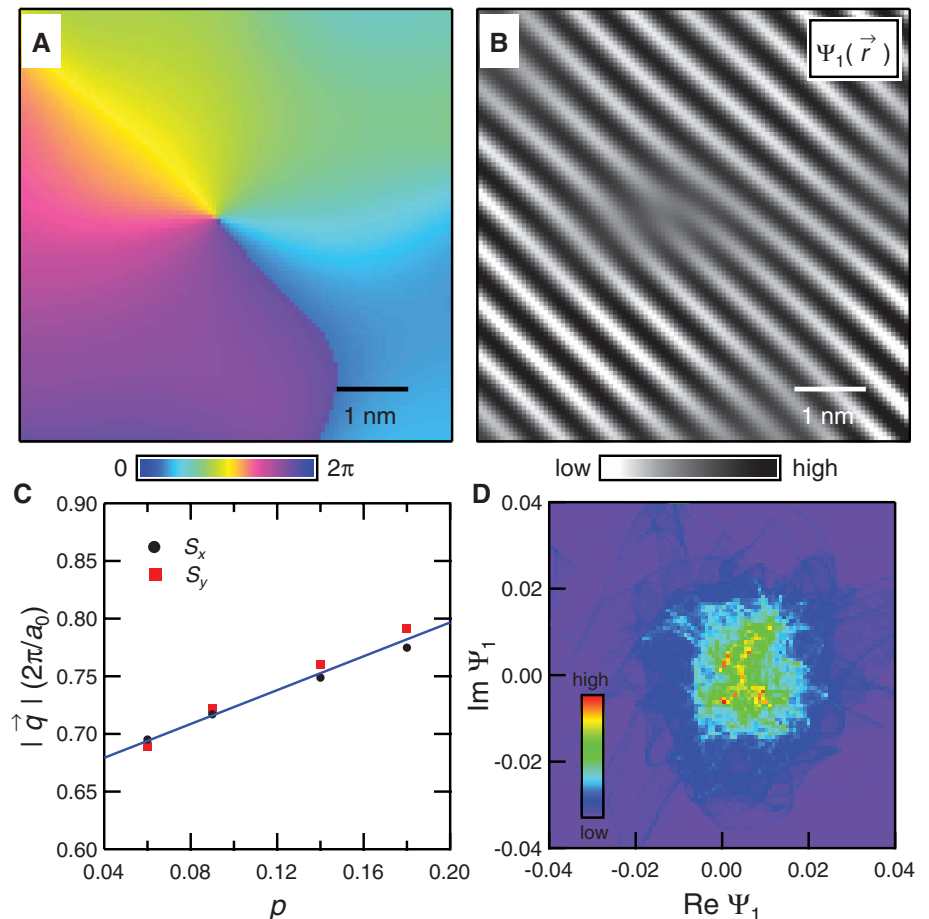 A
B
Ψ₁( r⃗ )
1 nm
1 nm
0 2π
low high
C
D
0.90
0.85
0.80
0.75
0.70
0.65
0.60
| q⃗ | (2π/a₀)
Sₓ
Sᵧ
0.04 0.08 0.12 0.16 0.20
p
0.04
0.02
0.00
-0.02
-0.04
Im Ψ₁
high
low
-0.04 -0.02 0.00 0.02 0.04
Re Ψ₁